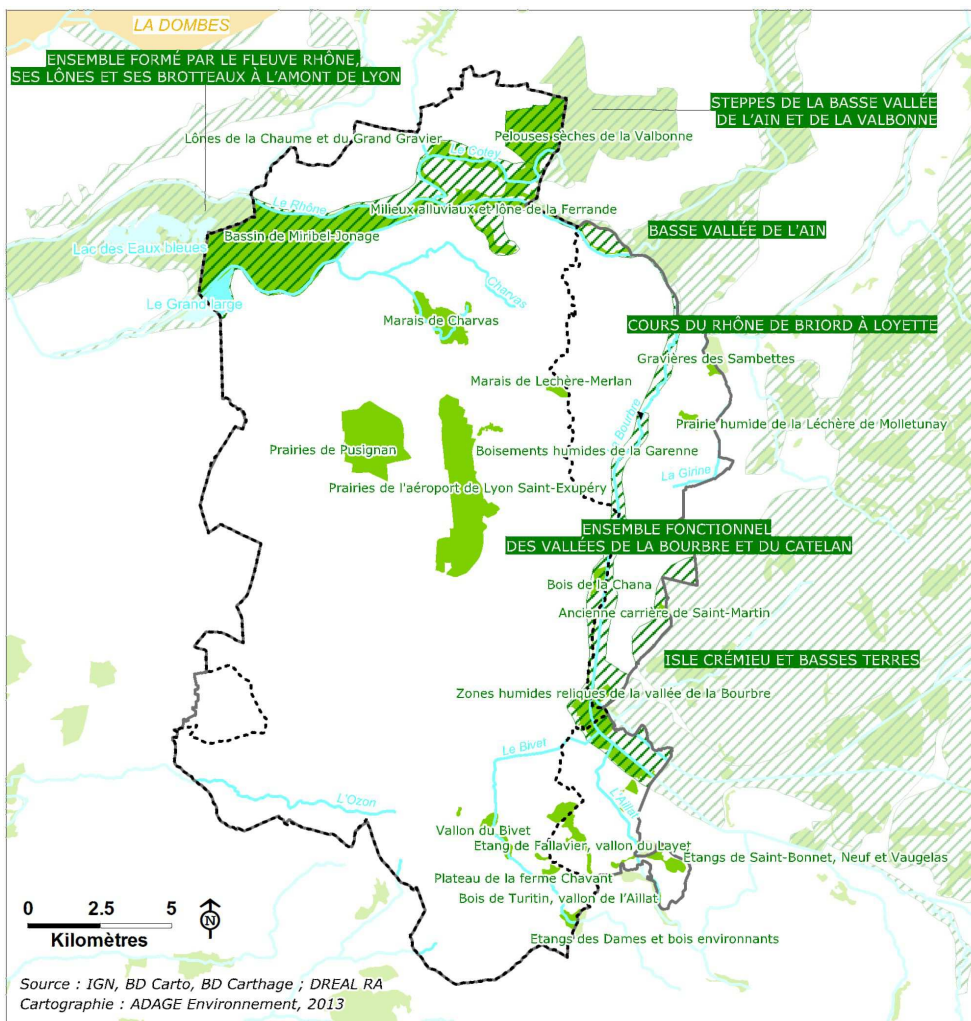 LA DOMBES
ENSEMBLE FORMÉ PAR LE FLEUVE RHÔNE,
SES LÔNES ET SES BROTTEAUX À L'AMONT DE LYON
STEPPES DE LA BASSE VALLÉE
DE L'AIN ET DE LA VALBONNE
Lônes de la Chaume et du Grand Gravier
Pelouses sèches de la Valbonne
Le Cotey
Le Rhône
Milieux alluviaux et lône de la Ferrande
Bassin de Miribel-Jonage
BASSE VALLÉE DE L'AIN
Lac des Eaux bleues
Charvas
Le Grand large
Marais de Charvas
COURS DU RHÔNE DE BRIORD À LOYETTE
Gravières des Sambettes
Marais de Lechère-Merlan
Prairie humide de la Léchère de Molletunay
Bourbre
Prairies de Pusignan
Boisements humides de la Garenne
La Girine
Prairies de l'aéroport de Lyon Saint-Exupéry
ENSEMBLE FONCTIONNEL
DES VALLÉES DE LA BOURBRE ET DU CATELAN
Bois de la Chana
Ancienne carrière de Saint-Martin
ISLE CRÉMIEU ET BASSES TERRES
Zones humides reliques de la vallée de la Bourbre
Le Bivet
L'Ozon
L'Aillat
Vallon du Bivet
Etang de Fallavier, vallon du Layet
Etangs de Saint-Bonnet, Neuf et Vaugelas
Plateau de la ferme Chavant
Bois de Turitin, vallon de l'Aillat
Etangs des Dames et bois environnants
0 2.5 5
N
Kilomètres
Source : IGN, BD Carto, BD Carthage ; DREAL RA
Cartographie : ADAGE Environnement, 2013